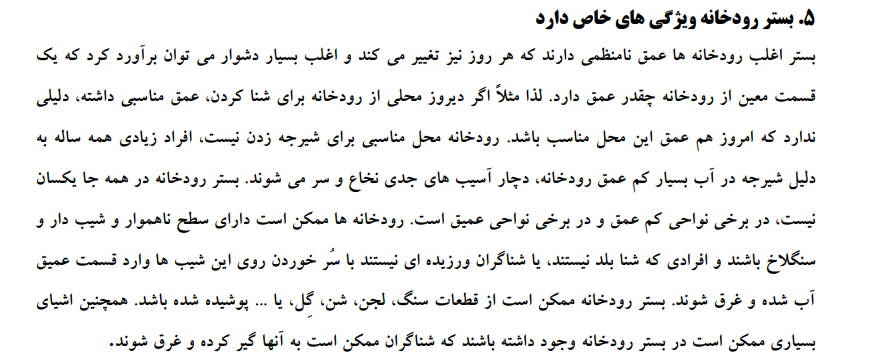 ۵. بستر رودخانه ویژگی های خاص دارد
بستر اغلب رودخانه ها عمق نامنظمی دارند که هر روز نیز تغییر می کند و اغلب بسیار دشوار می توان برآورد کرد که یک
قسمت معین از رودخانه چقدر عمق دارد. لذا مثلاً اگر دیروز محلی از رودخانه برای شنا کردن، عمق مناسبی داشته، دلیلی
ندارد که امروز هم عمق این محل مناسب باشد. رودخانه محل مناسبی برای شیرجه زدن نیست، افراد زیادی همه ساله به
دلیل شیرجه در آب بسیار کم عمق رودخانه، دچار آسیب های جدی نخاع و سر می شوند. بستر رودخانه در همه جا یکسان
نیست، در برخی نواحی کم عمق و در برخی نواحی عمیق است. رودخانه ها ممکن است دارای سطح ناهموار و شیب دار و
سنگلاخ باشند و افرادی که شنا بلد نیستند، یا شناگران ورزیده ای نیستند با سُر خوردن روی این شیب ها وارد قسمت عمیق
آب شده و غرق شوند. بستر رودخانه ممکن است از قطعات سنگ، لجن، شن، گِل، یا ... پوشیده شده باشد. همچنین اشیای
بسیاری ممکن است در بستر رودخانه وجود داشته باشند که شناگران ممکن است به آنها گیر کرده و غرق شوند.